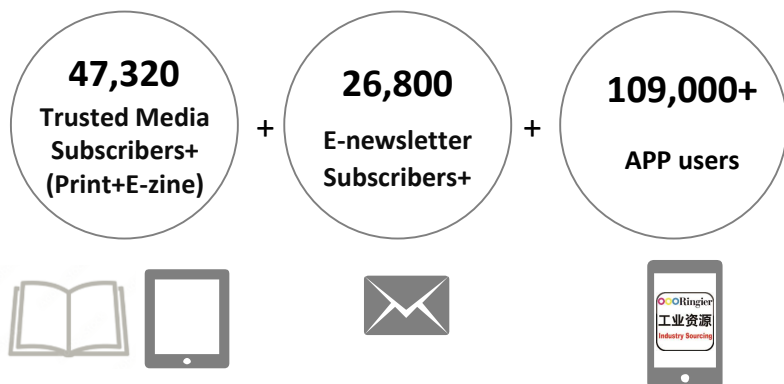 47,320
Trusted Media
Subscribers+
(Print+E-zine)
+
26,800
E-newsletter
Subscribers+
+
109,000+
APP users
Ringier
工业资源
Industry Sourcing